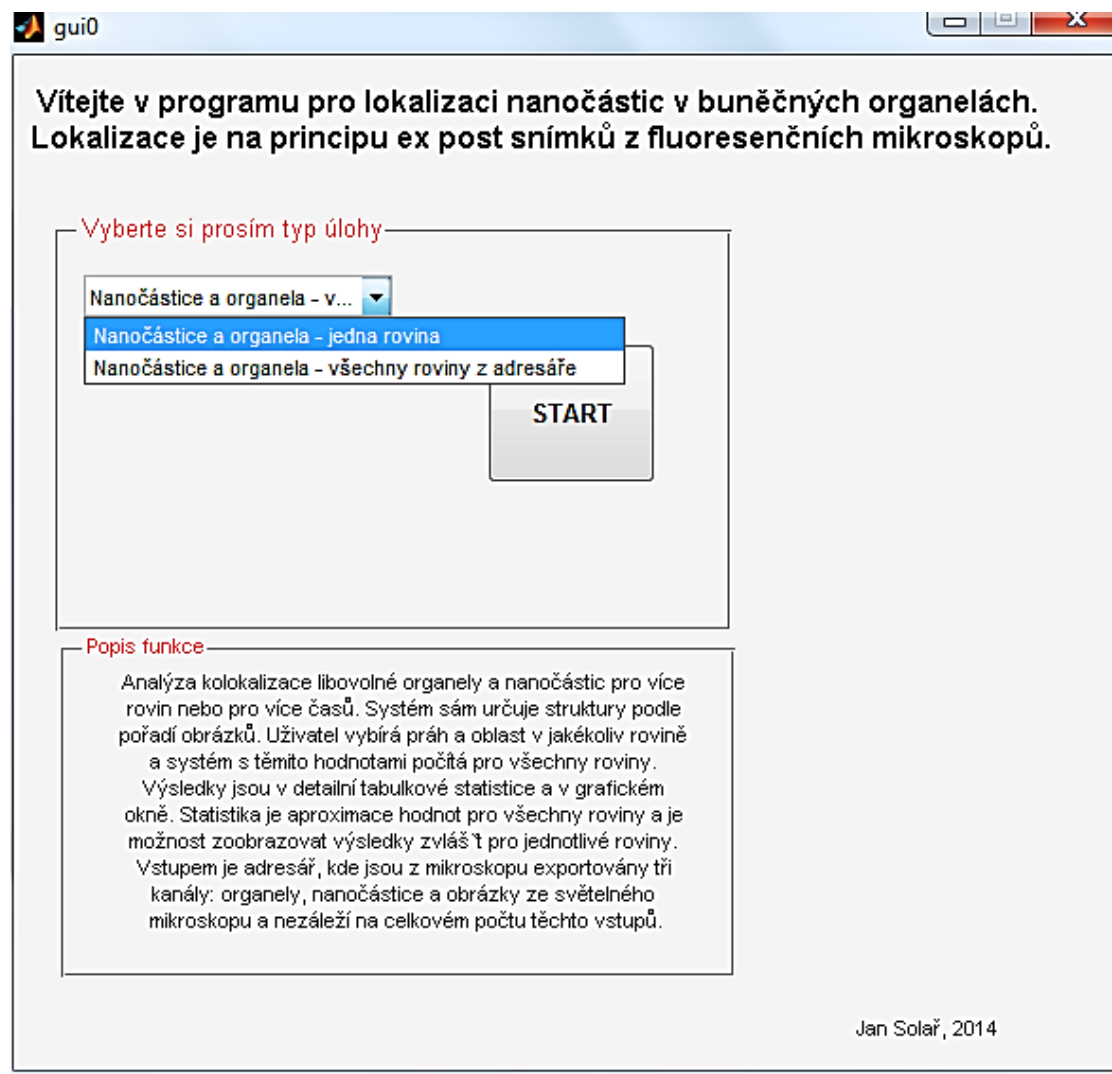 gui0
Vítejte v programu pro lokalizaci nanočástic v buněčných organelách.
Lokalizace je na principu ex post snímků z fluoresenčních mikroskopů.
Vyberte si prosím typ úlohy
Nanočástice a organela - v...
Nanočástice a organela - jedna rovina
Nanočástice a organela - všechny roviny z adresáře
START
Popis funkce
Analýza kolokalizace libovolné organely a nanočástic pro více
rovin nebo pro více časů. Systém sám určuje struktury podle
pořadí obrázků. Uživatel vybírá práh a oblast v jakékoliv rovině
a systém s těmito hodnotami počítá pro všechny roviny.
Výsledky jsou v detailní tabulkové statistice a v grafickém
okně. Statistika je aproximace hodnot pro všechny roviny a je
možnost zoobrazovat výsledky zvlášˇt pro jednotlivé roviny.
Vstupem je adresář, kde jsou z mikroskopu exportovány tři
kanály: organely, nanočástice a obrázky ze světelného
mikroskopu a nezáleží na celkovém počtu těchto vstupů.
Jan Solař, 2014